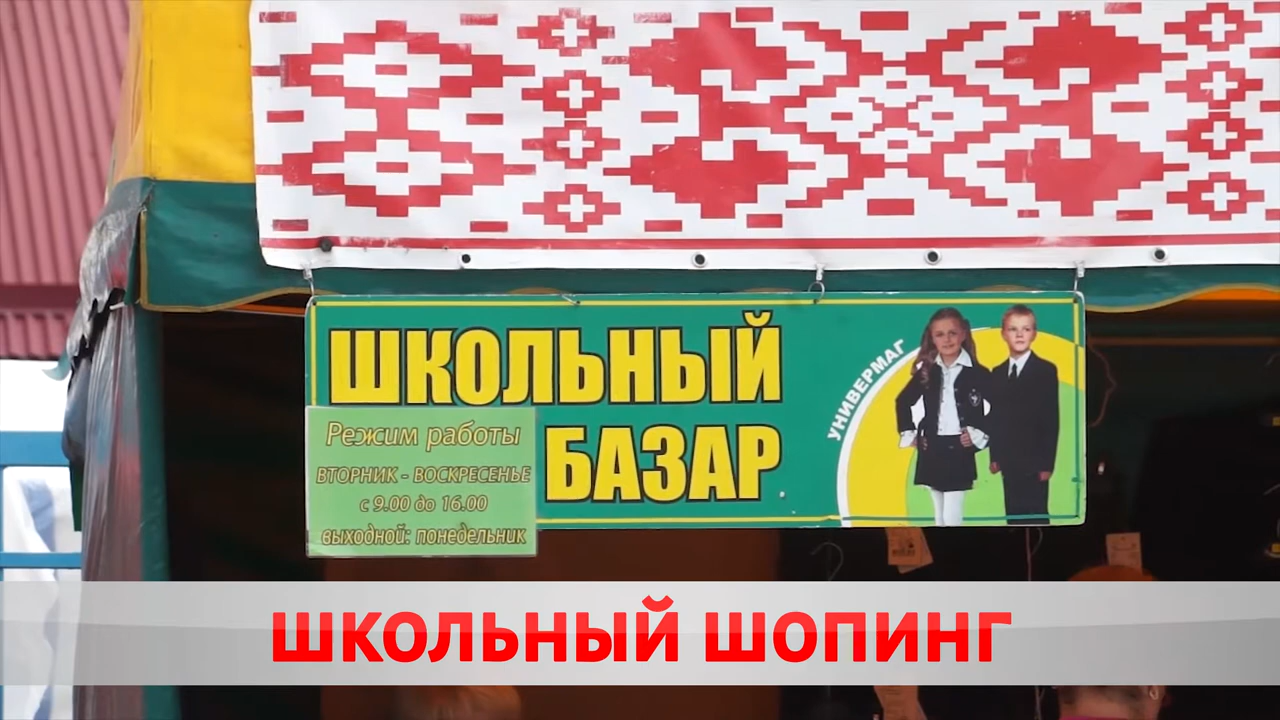 ШКОЛЬНЫЙ
БАЗАР
УНИВЕРМАГ
Режим работы
ВТОРНИК - ВОСКРЕСЕНЬЕ
с 9.00 до 16.00
выходной: понедельник
ШКОЛЬНЫЙ ШОПИНГ